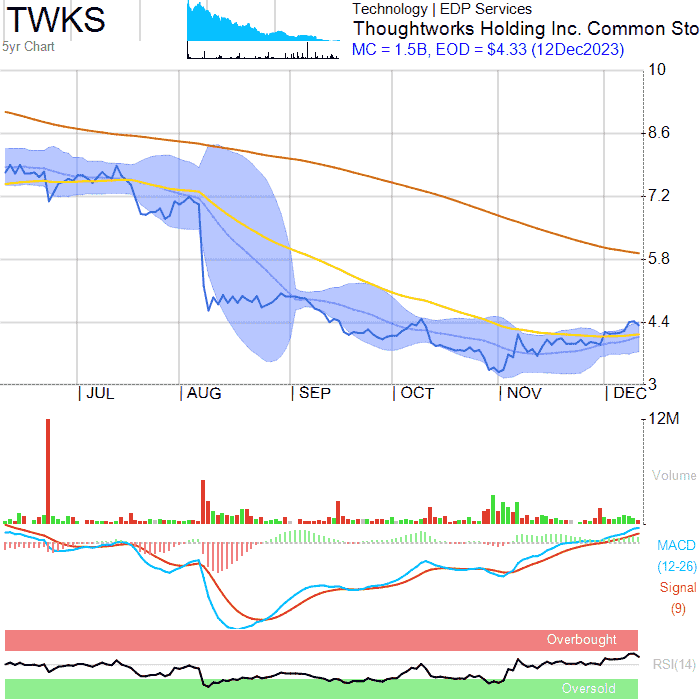 TWKS
5yr Chart
Technology | EDP Services
Thoughtworks Holding Inc. Common Sto
MC = 1.5B, EOD = $4.33 (12Dec2023)
10
8.6
7.2
5.8
4.4
3
| JUL | AUG | SEP | OCT | NOV | DEC
12M
Volume
MACD
(12-26)
Signal
(9)
Overbought
RSI(14)
Oversold